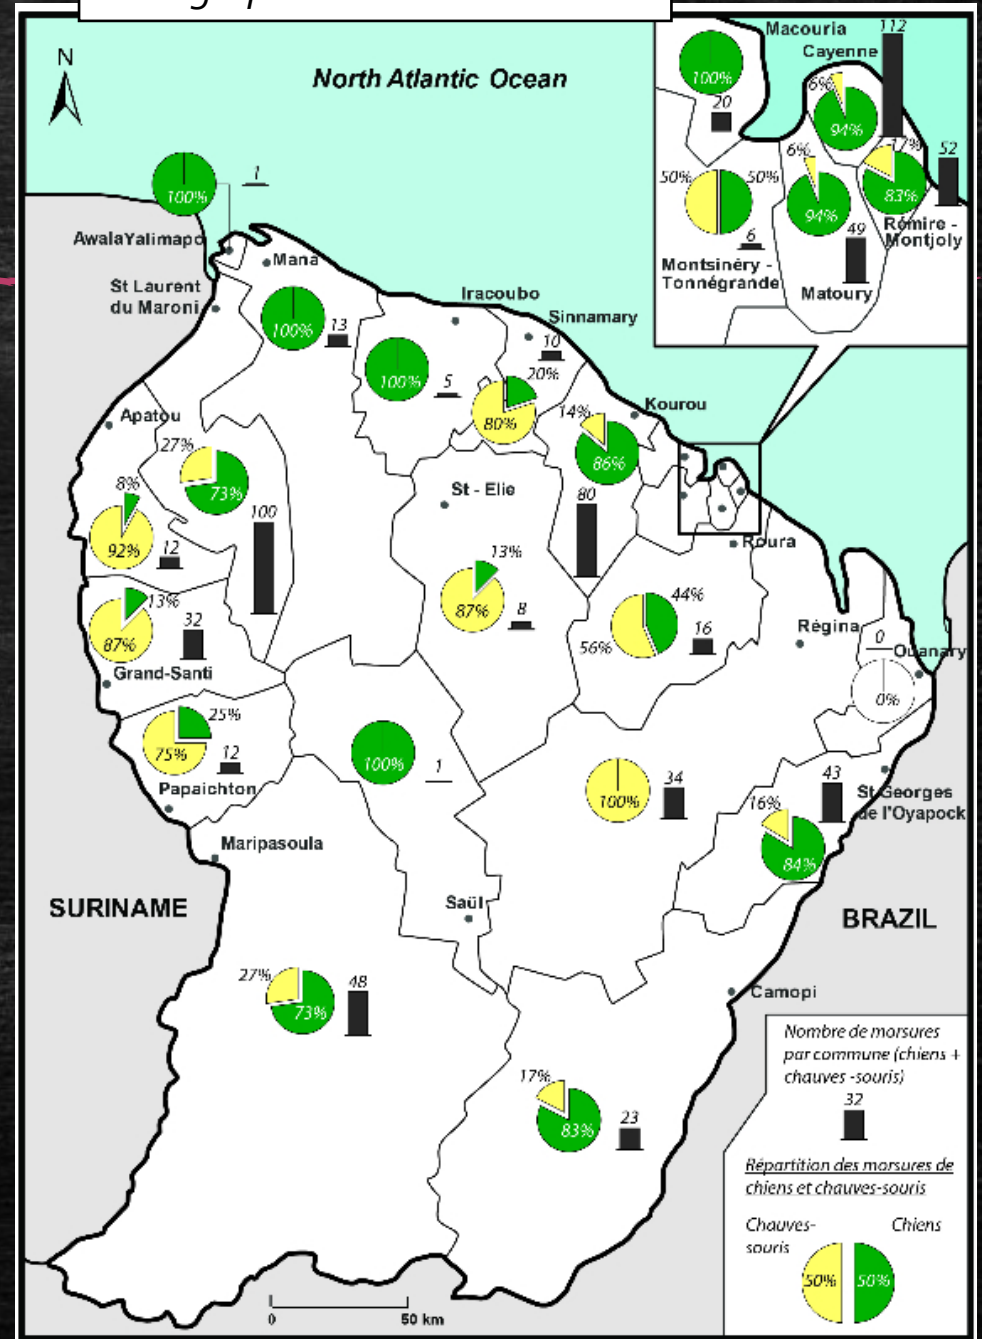 N
North Atlantic Ocean
Macouria
Cayenne
112
100%
20
6%
94%
6%
94%
49
17%
83%
52
Rémire -
Montjoly
50%
50%
6
Montsinéry -
Tonnégrande
Matoury
100%
1
AwalaYalimapo
Mana
St Laurent
du Maroni
100%
13
Iracoubo
100%
5
Sinnamary
10
20%
80%
Kourou
14%
86%
80
Apatou
27%
73%
100
8%
92%
12
St - Elie
13%
87%
8
Roura
44%
56%
16
13%
87%
32
Grand-Santi
Régina
0
Ouanary
0%
25%
75%
12
Papaichton
100%
1
100%
34
43
St Georges
de l'Oyapock
16%
84%
Maripasoula
Saül
SURINAME
BRAZIL
27%
73%
48
Camopi
17%
83%
23
Nombre de morsures
par commune (chiens +
chauves -souris)
32
Répartition des morsures de
chiens et chauves-souris
Chauves-
souris
Chiens
50%
50%
0
50 km